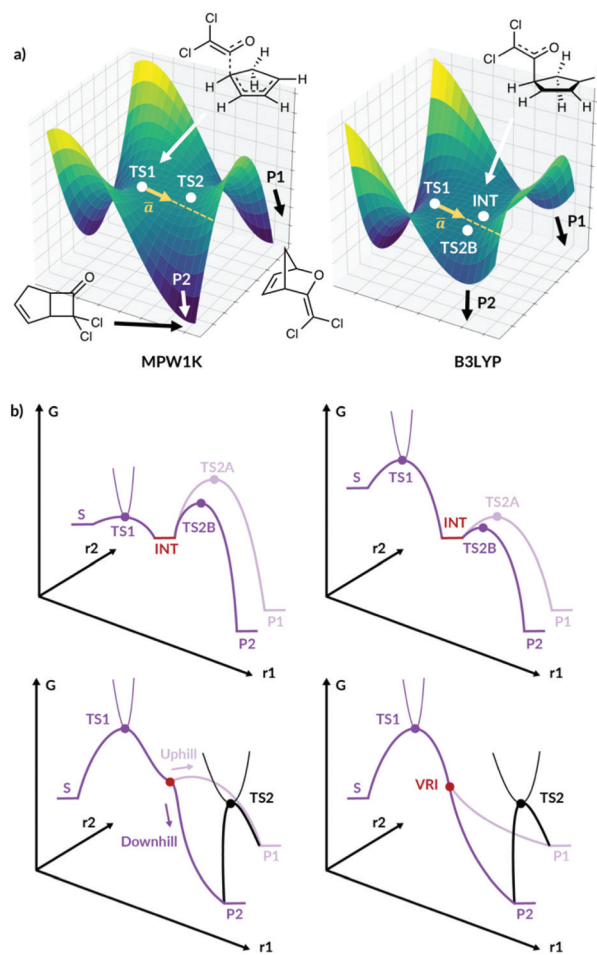 a)
Cl
Cl
O
H
H
H
H
H
H
TS1
TS2
a
P1
P2
O
Cl
Cl
O
Cl
Cl
MPW1K
Cl
Cl
O
H
H
H
H
H
TS1
INT
a
TS2B
P1
P2
B3LYP
b)
G
S
TS1
INT
TS2A
TS2B
r2
P1
P2
r1
G
S
TS1
INT
TS2A
TS2B
r2
P1
P2
r1
G
TS1
S
Uphill
Downhill
TS2
r2
P1
P2
r1
G
TS1
S
VRI
TS2
r2
P1
P2
r1